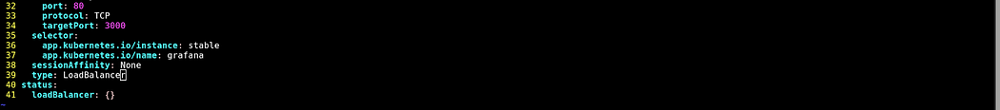 32     port: 80
33     protocol: TCP
34     targetPort: 3000
35   selector:
36     app.kubernetes.io/instance: stable
37     app.kubernetes.io/name: grafana
38   sessionAffinity: None
39   type: LoadBalancer
40 status:
41   loadBalancer: {}
~